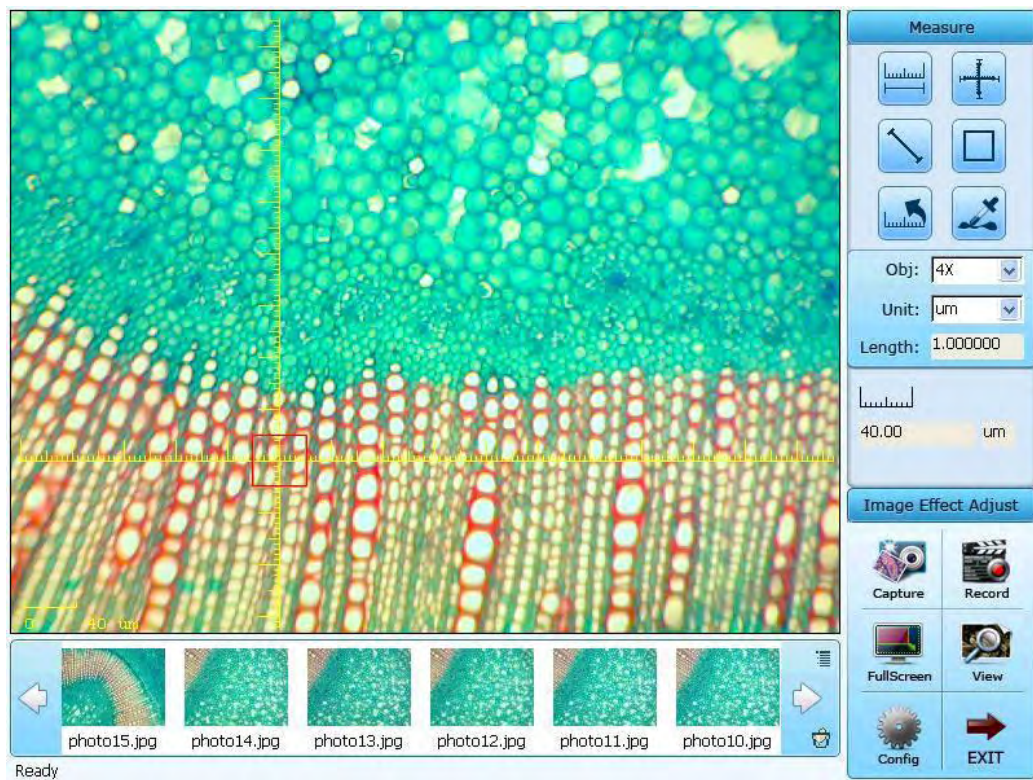 Measure
Obj: 4X
Unit: um
Length: 1.000000
40.00 um
Image Effect Adjust
Capture Record
FullScreen View
Config EXIT
0 40 um
photo15.jpg photo14.jpg photo13.jpg photo12.jpg photo11.jpg photo10.jpg
Ready